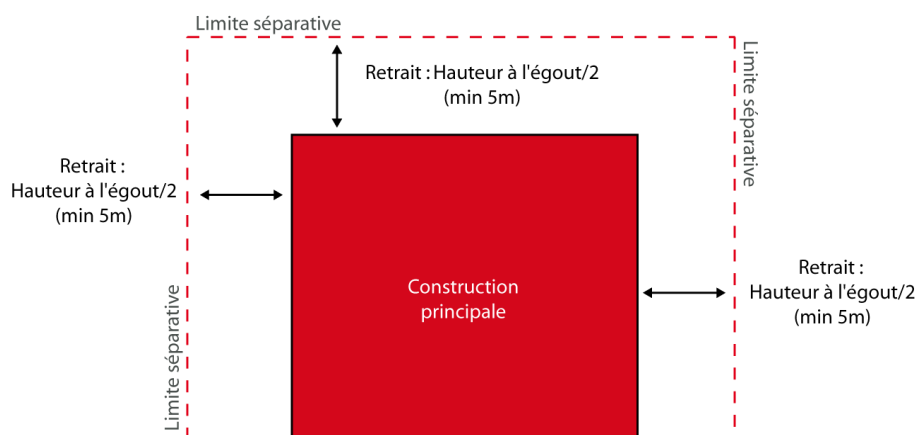 Limite séparative
Limite séparative
Retrait : Hauteur à l'égout/2
(min 5m)
Retrait :
Hauteur à l'égout/2
(min 5m)
Construction
principale
Retrait :
Hauteur à l'égout/2
(min 5m)
Limite séparative